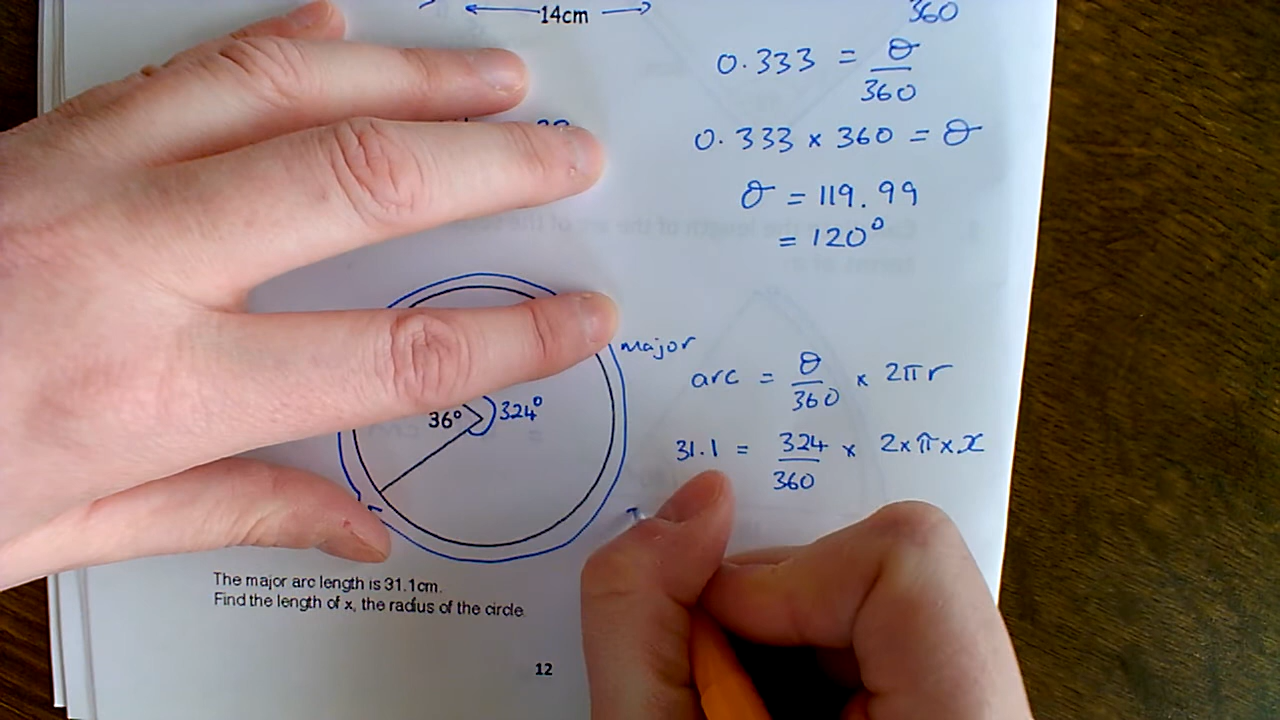 14cm
360
0.333 = θ/360
0.333 × 360 = θ
θ = 119.99
= 120°
major
arc = θ/360 × 2πr
36° 324°
31.1 = 324/360 × 2×π×x
The major arc length is 31.1cm.
Find the length of x, the radius of the circle.
12